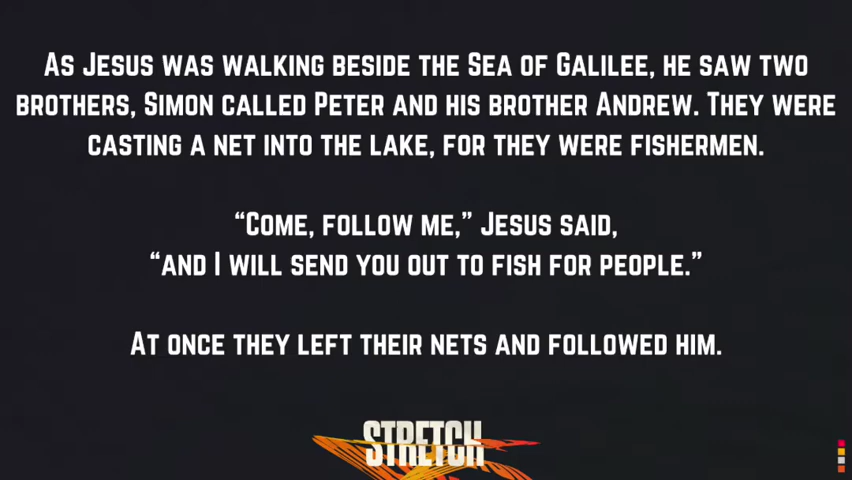 As Jesus was walking beside the Sea of Galilee, he saw two
brothers, Simon called Peter and his brother Andrew. They were
casting a net into the lake, for they were fishermen.
“Come, follow me,” Jesus said,
“and I will send you out to fish for people.”
At once they left their nets and followed him.
STRETCH